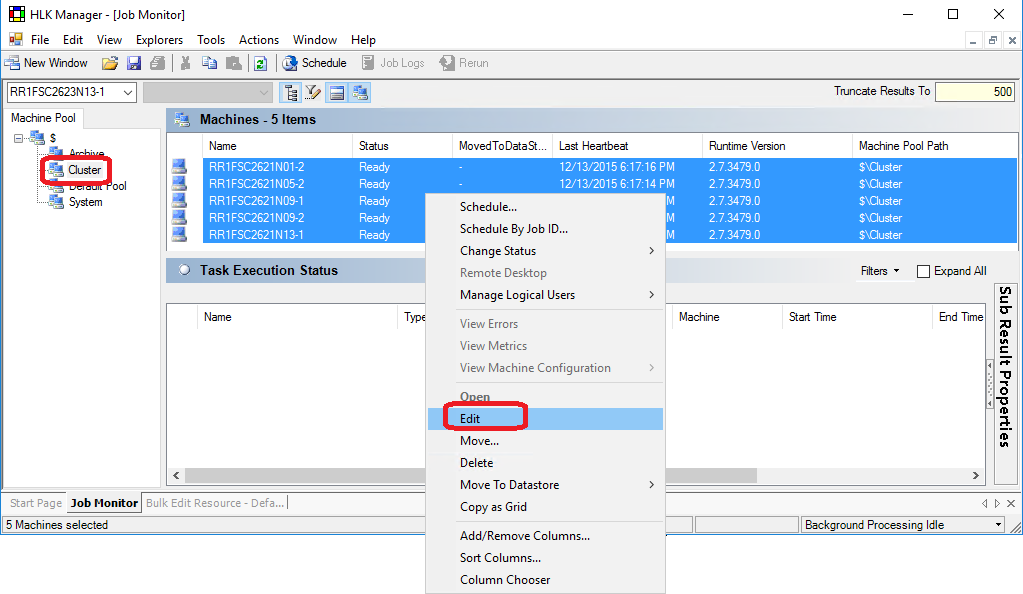 HLK Manager - [Job Monitor]
File Edit View Explorers Tools Actions Window Help
New Window Schedule Job Logs Rerun
RR1FSC2623N13-1 Truncate Results To 500
Machine Pool
$
Archive
Cluster
Default Pool
System
Machines - 5 Items
Name Status MovedToDataSt... Last Heartbeat Runtime Version Machine Pool Path
RR1FSC2621N01-2 Ready - 12/13/2015 6:17:16 PM 2.7.3479.0 $\Cluster
RR1FSC2621N05-2 Ready - 12/13/2015 6:17:14 PM 2.7.3479.0 $\Cluster
RR1FSC2621N09-1 Ready M 2.7.3479.0 $\Cluster
RR1FSC2621N09-2 Ready M 2.7.3479.0 $\Cluster
RR1FSC2621N13-1 Ready M 2.7.3479.0 $\Cluster
Task Execution Status Filters Expand All
Name Type Machine Start Time End Time
Sub Result Properties
Schedule...
Schedule By Job ID...
Change Status
Remote Desktop
Manage Logical Users
View Errors
View Metrics
View Machine Configuration
Open
Edit
Move...
Delete
Move To Datastore
Copy as Grid
Add/Remove Columns...
Sort Columns...
Column Chooser
Start Page Job Monitor Bulk Edit Resource - Defa...
5 Machines selected Background Processing Idle